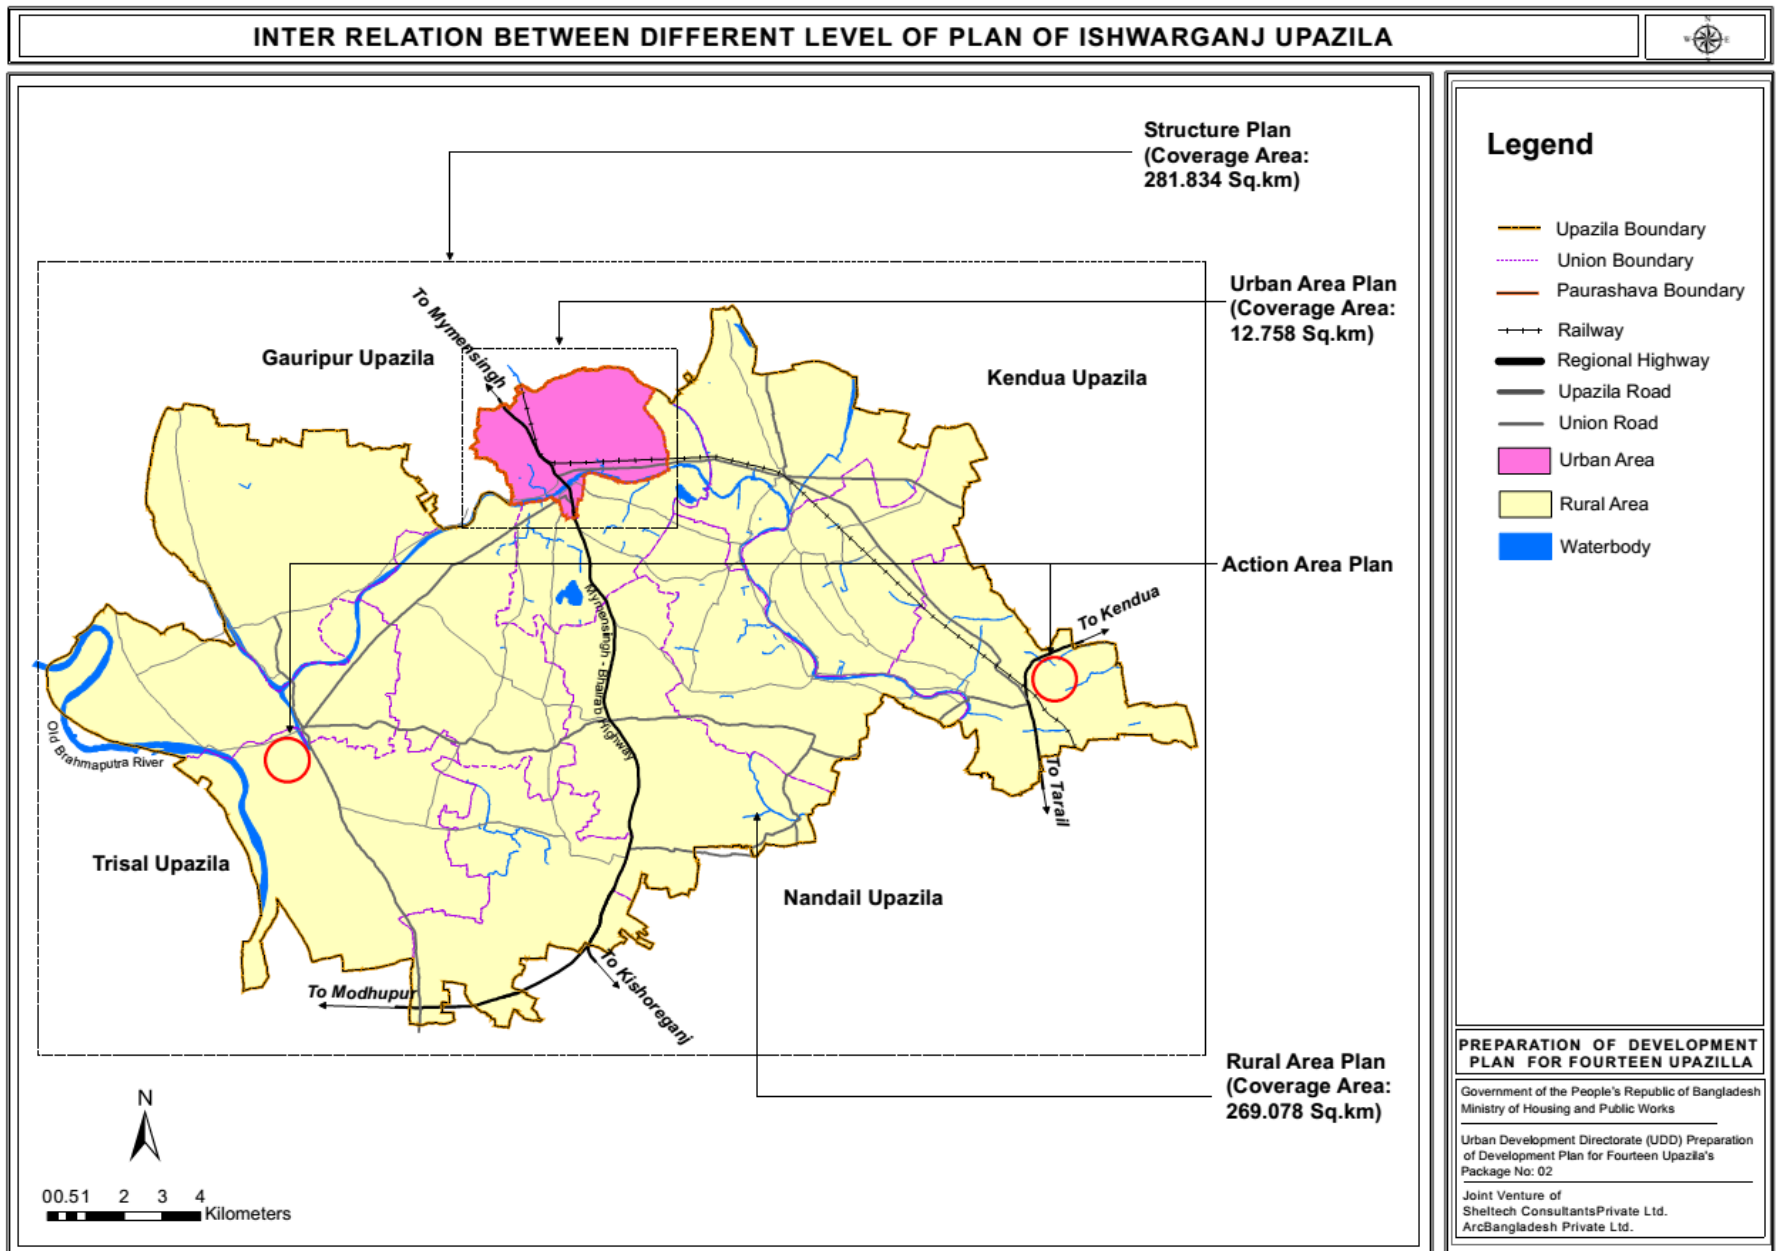 INTER RELATION BETWEEN DIFFERENT LEVEL OF PLAN OF ISHWARGANJ UPAZILA
N
W
E
Structure Plan
(Coverage Area:
281.834 Sq.km)
Urban Area Plan
(Coverage Area:
12.758 Sq.km)
To Mymensingh
Gauripur Upazila
Kendua Upazila
Action Area Plan
To Kendua
Mymensingh - Bhairab Highway
Old Brahmaputra River
To Tarail
Trisal Upazila
Nandail Upazila
To Kishoreganj
To Modhupur
Rural Area Plan
(Coverage Area:
269.078 Sq.km)
N
00.51 2 3 4
Kilometers
Legend
Upazila Boundary
Union Boundary
Paurashava Boundary
Railway
Regional Highway
Upazila Road
Union Road
Urban Area
Rural Area
Waterbody
PREPARATION OF DEVELOPMENT
PLAN FOR FOURTEEN UPAZILLA
Government of the People's Republic of Bangladesh
Ministry of Housing and Public Works
Urban Development Directorate (UDD) Preparation
of Development Plan for Fourteen Upazila's
Package No: 02
Joint Venture of
Sheltech ConsultantsPrivate Ltd.
ArcBangladesh Private Ltd.